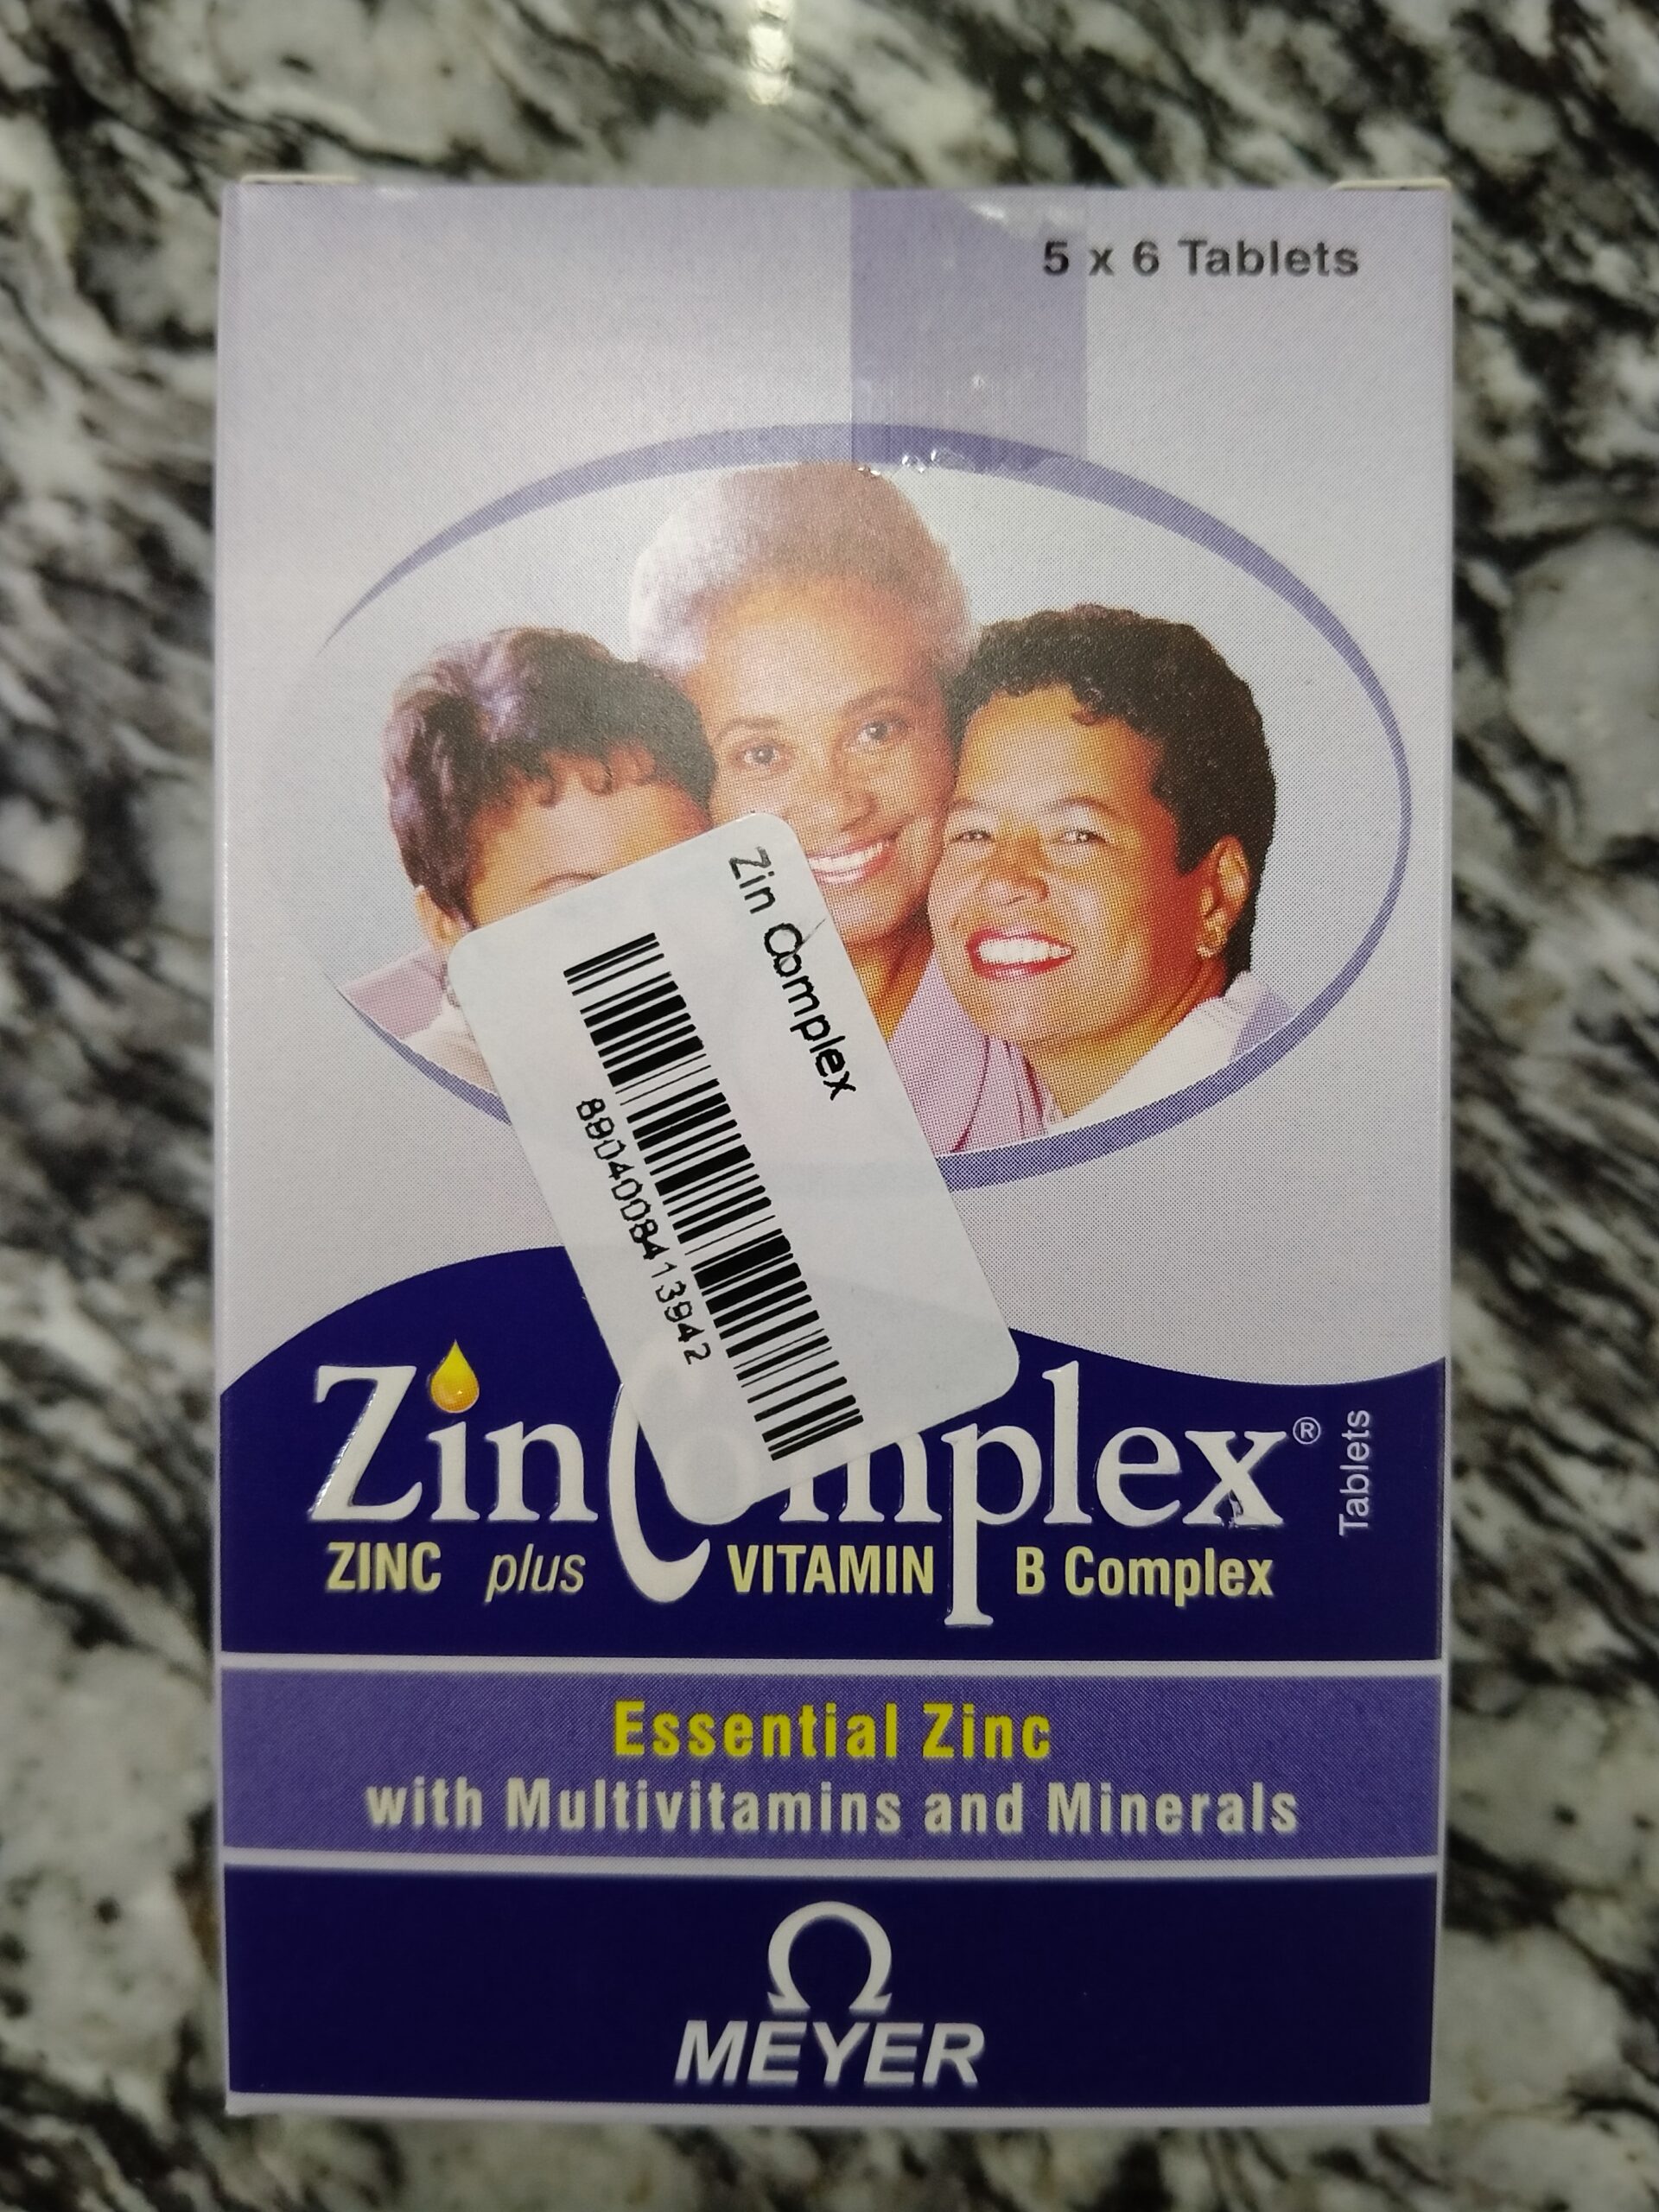 5 x 6 Tablets
Zin Complex
8904008413942
ZinComplex®
Tablets
ZINC plus VITAMIN B Complex
Essential Zinc
with Multivitamins and Minerals
MEYER